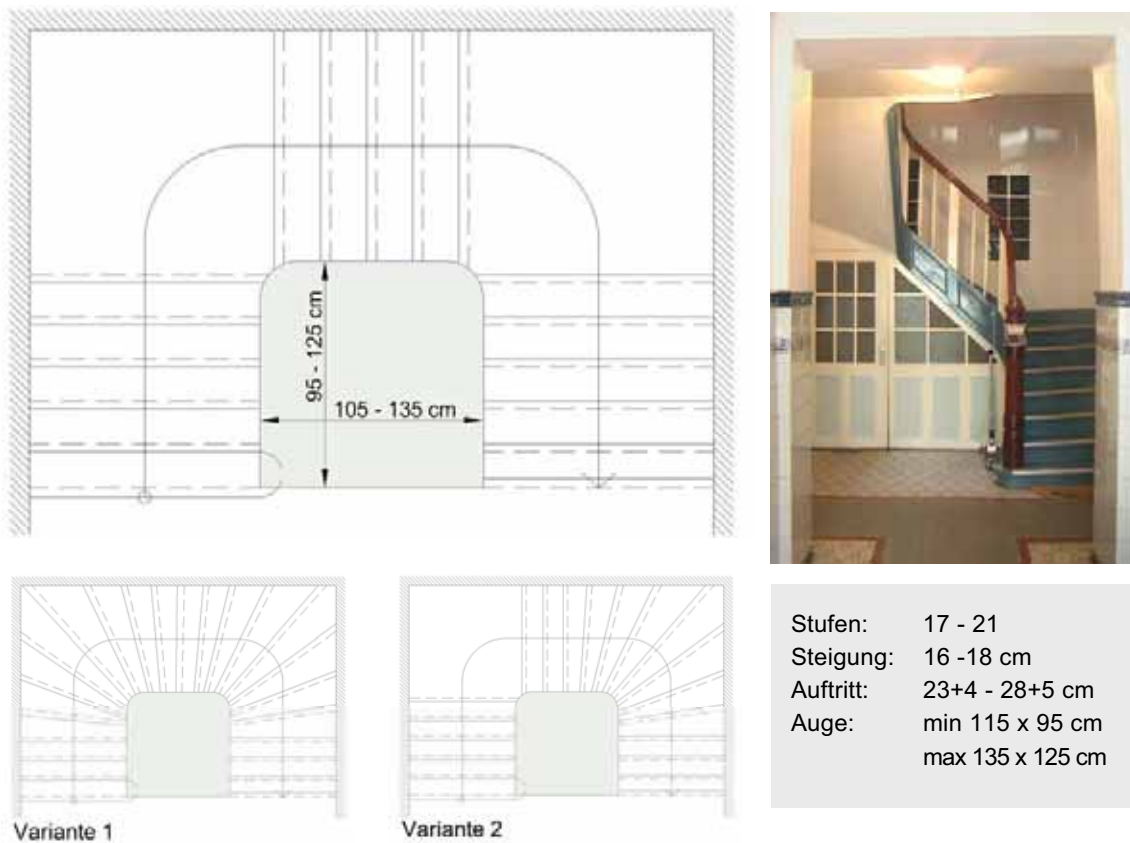 95 - 125 cm
105 - 135 cm
Variante 1
Variante 2
Stufen: 17 - 21
Steigung: 16 -18 cm
Auftritt: 23+4 - 28+5 cm
Auge: min 115 x 95 cm
max 135 x 125 cm